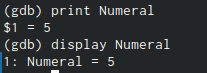 (gdb) print Numeral
$1 = 5
(gdb) display Numeral
1: Numeral = 5